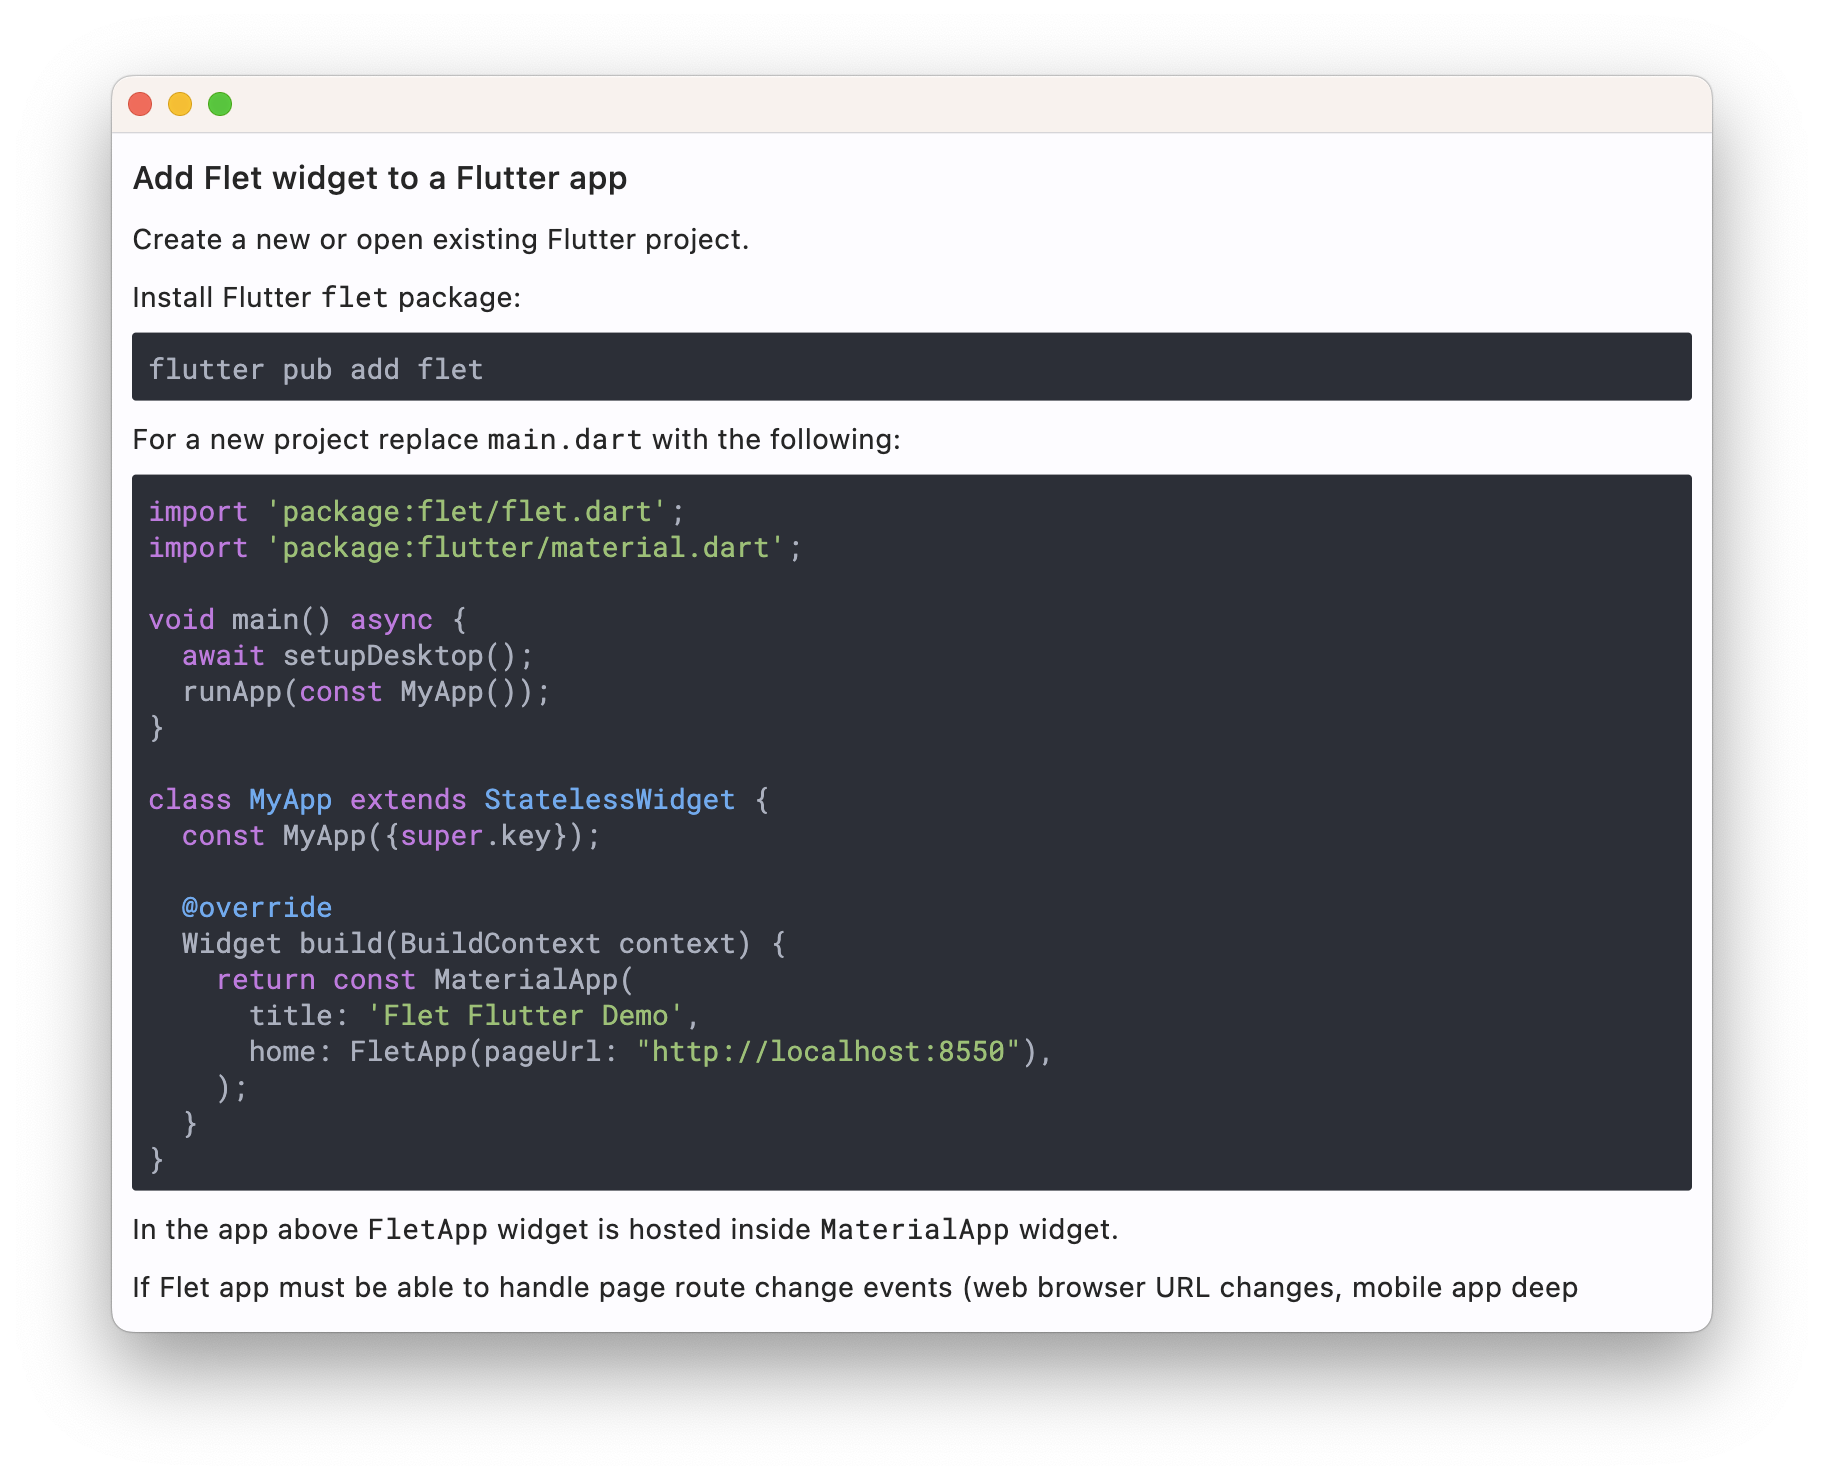 Add Flet widget to a Flutter app
Create a new or open existing Flutter project.
Install Flutter flet package:
flutter pub add flet
For a new project replace main.dart with the following:
import 'package:flet/flet.dart';
import 'package:flutter/material.dart';
void main() async {
  await setupDesktop();
  runApp(const MyApp());
}
class MyApp extends StatelessWidget {
  const MyApp({super.key});
  @override
  Widget build(BuildContext context) {
    return const MaterialApp(
      title: 'Flet Flutter Demo',
      home: FletApp(pageUrl: "http://localhost:8550"),
    );
  }
}
In the app above FletApp widget is hosted inside MaterialApp widget.
If Flet app must be able to handle page route change events (web browser URL changes, mobile app deep